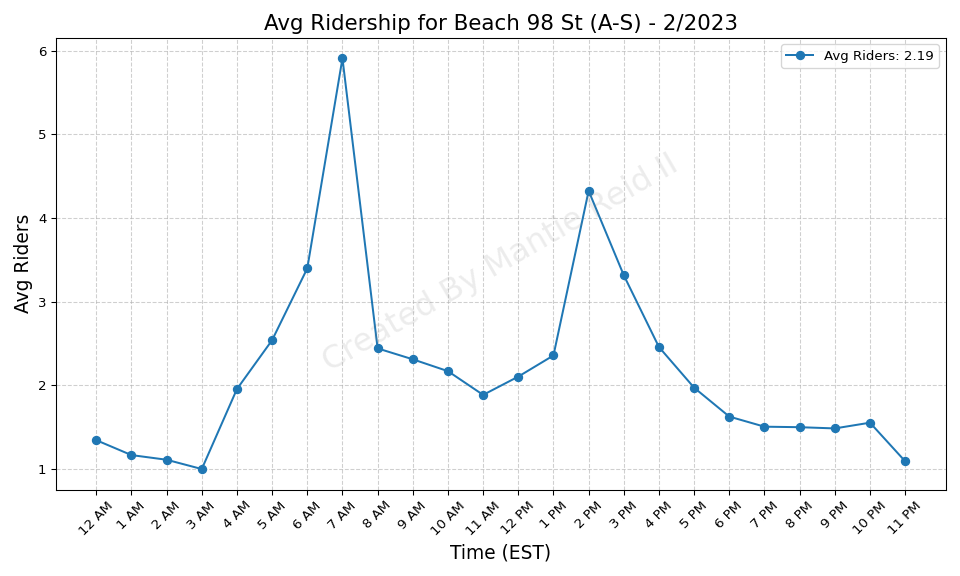 Avg Ridership for Beach 98 St (A-S) - 2/2023
Avg Riders: 2.19
6
5
4
3
2
1
Avg Riders
Created By Mantie Reid II
12 AM
1 AM
2 AM
3 AM
4 AM
5 AM
6 AM
7 AM
8 AM
9 AM
10 AM
11 AM
12 PM
1 PM
2 PM
3 PM
4 PM
5 PM
6 PM
7 PM
8 PM
9 PM
10 PM
11 PM
Time (EST)